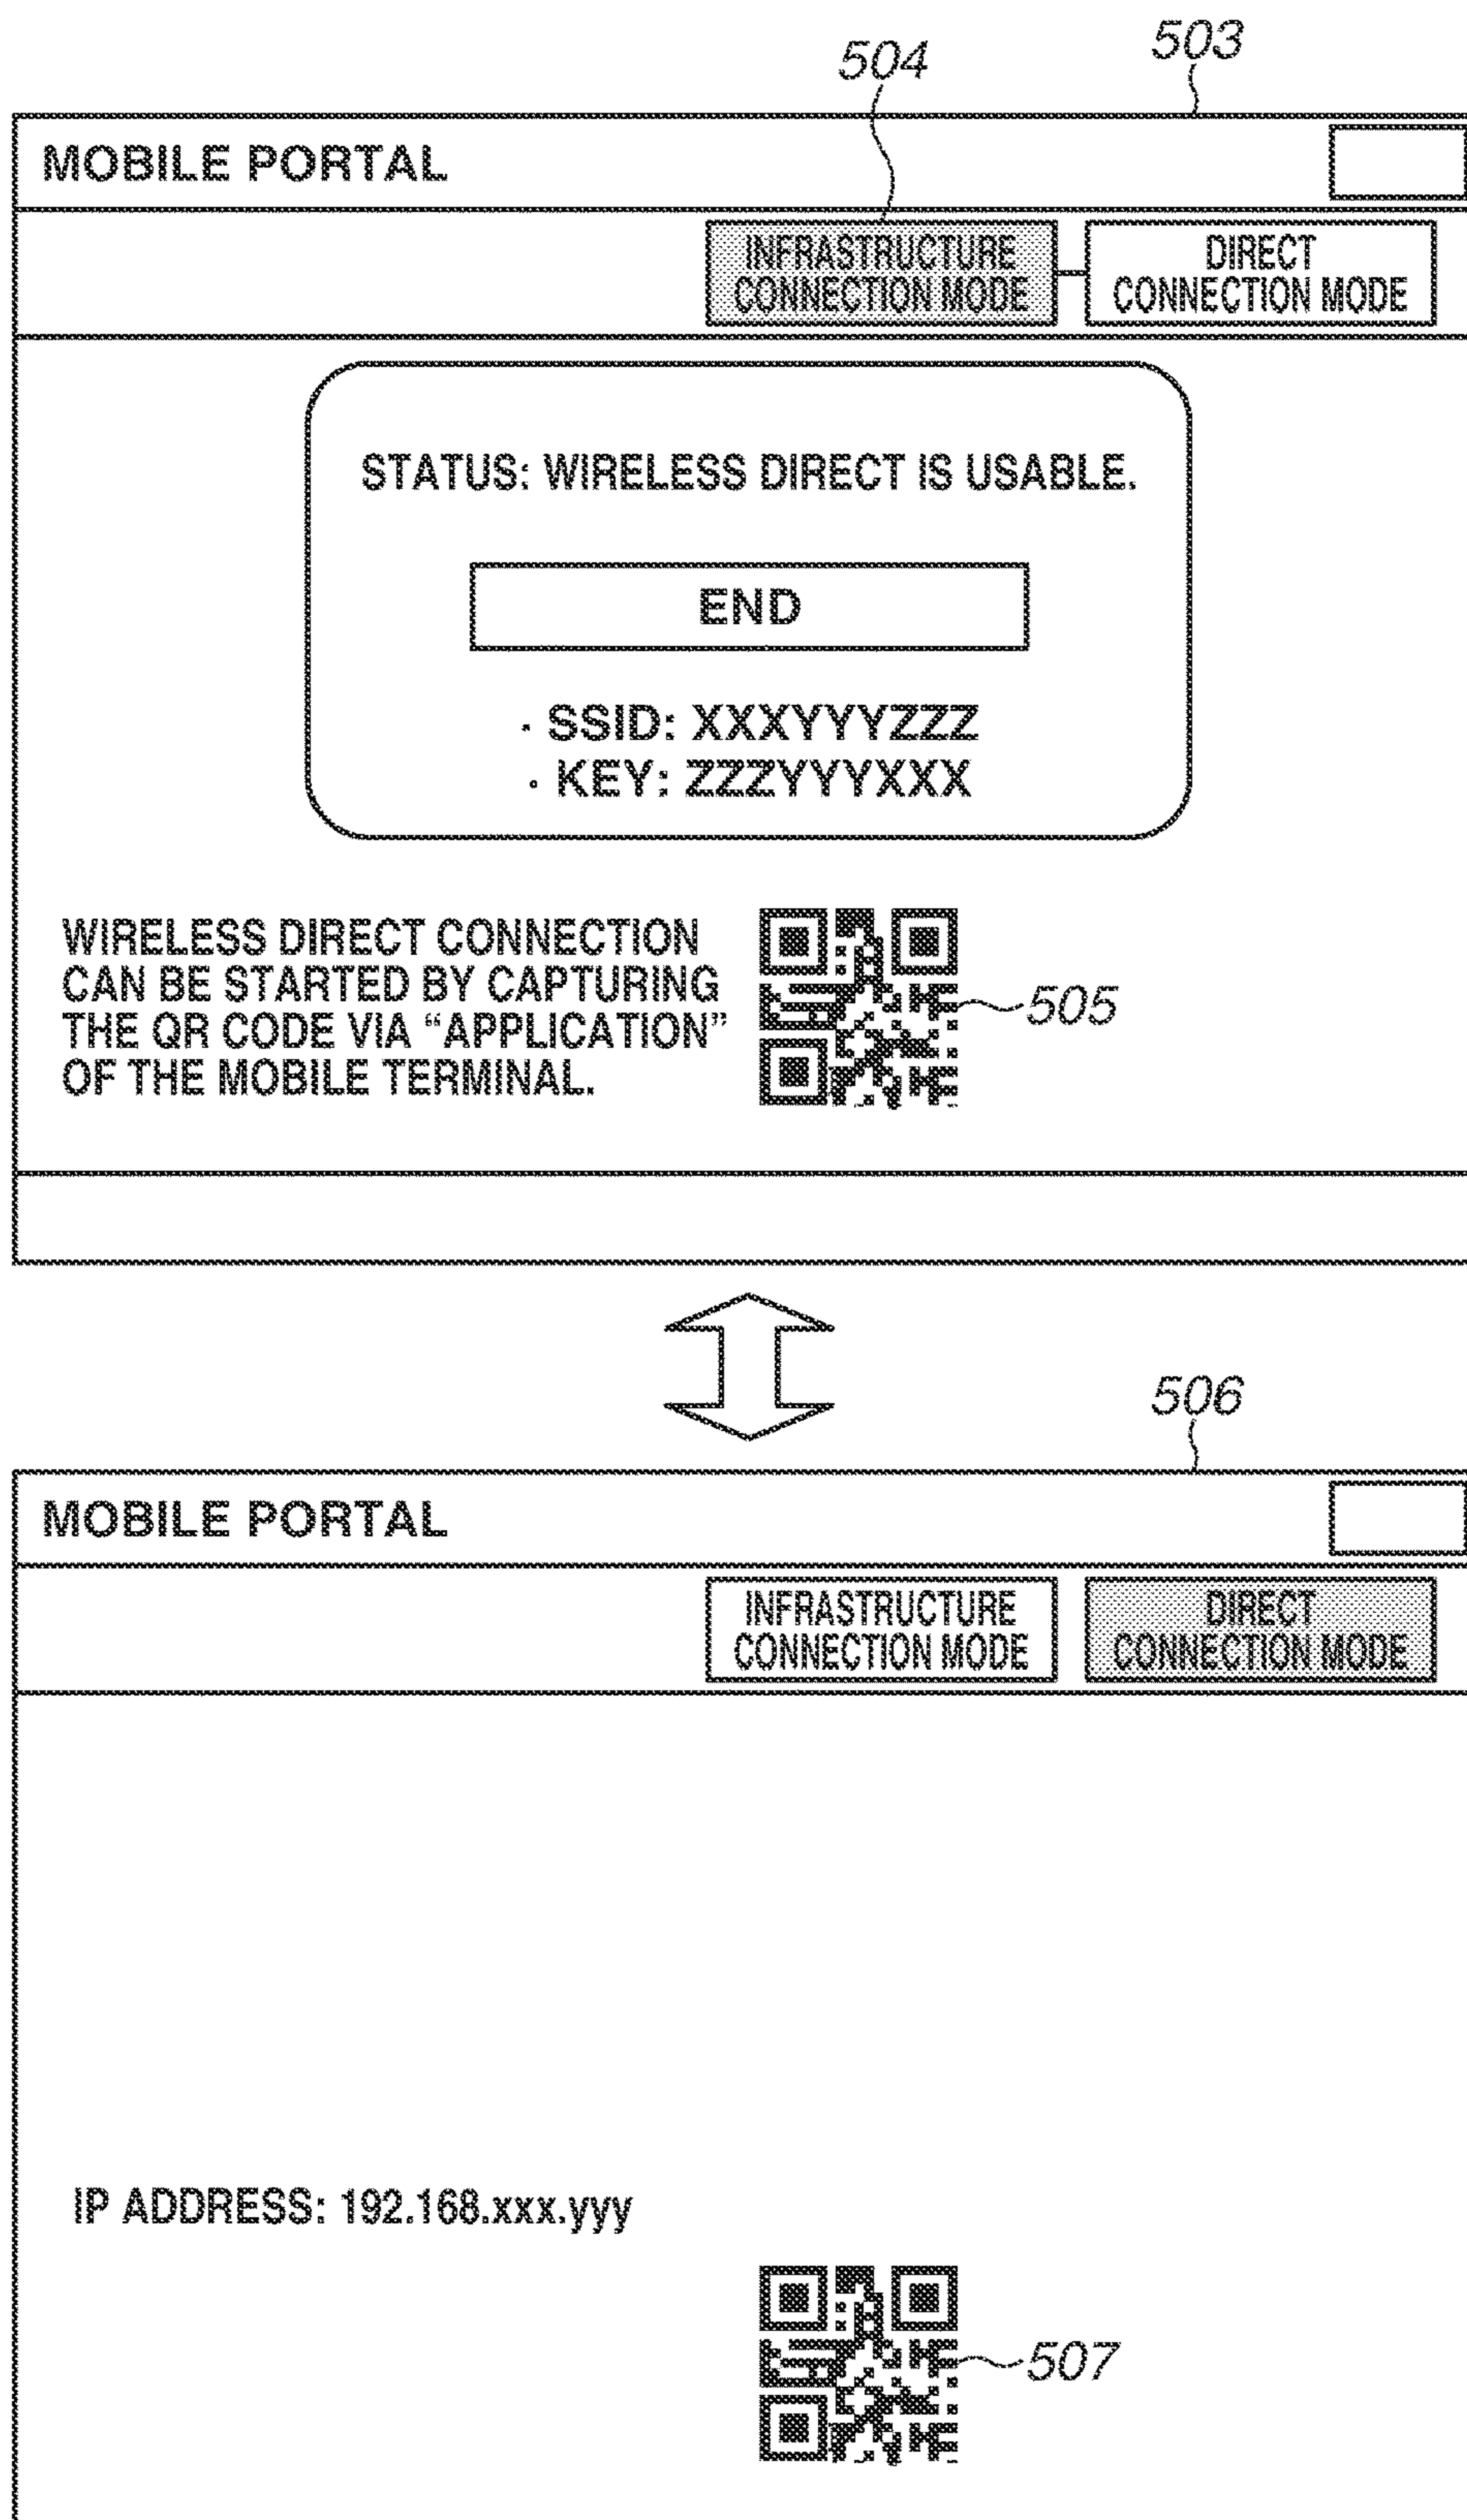 504
503
MOBILE PORTAL
INFRASTRUCTURE
CONNECTION MODE
DIRECT
CONNECTION MODE
STATUS: WIRELESS DIRECT IS USABLE.
END
· SSID: XXXYYYZZZ
· KEY: ZZZYYYXXX
WIRELESS DIRECT CONNECTION
CAN BE STARTED BY CAPTURING
THE QR CODE VIA “APPLICATION”
OF THE MOBILE TERMINAL.
505
506
MOBILE PORTAL
INFRASTRUCTURE
CONNECTION MODE
DIRECT
CONNECTION MODE
IP ADDRESS: 192.168.xxx.yyy
507